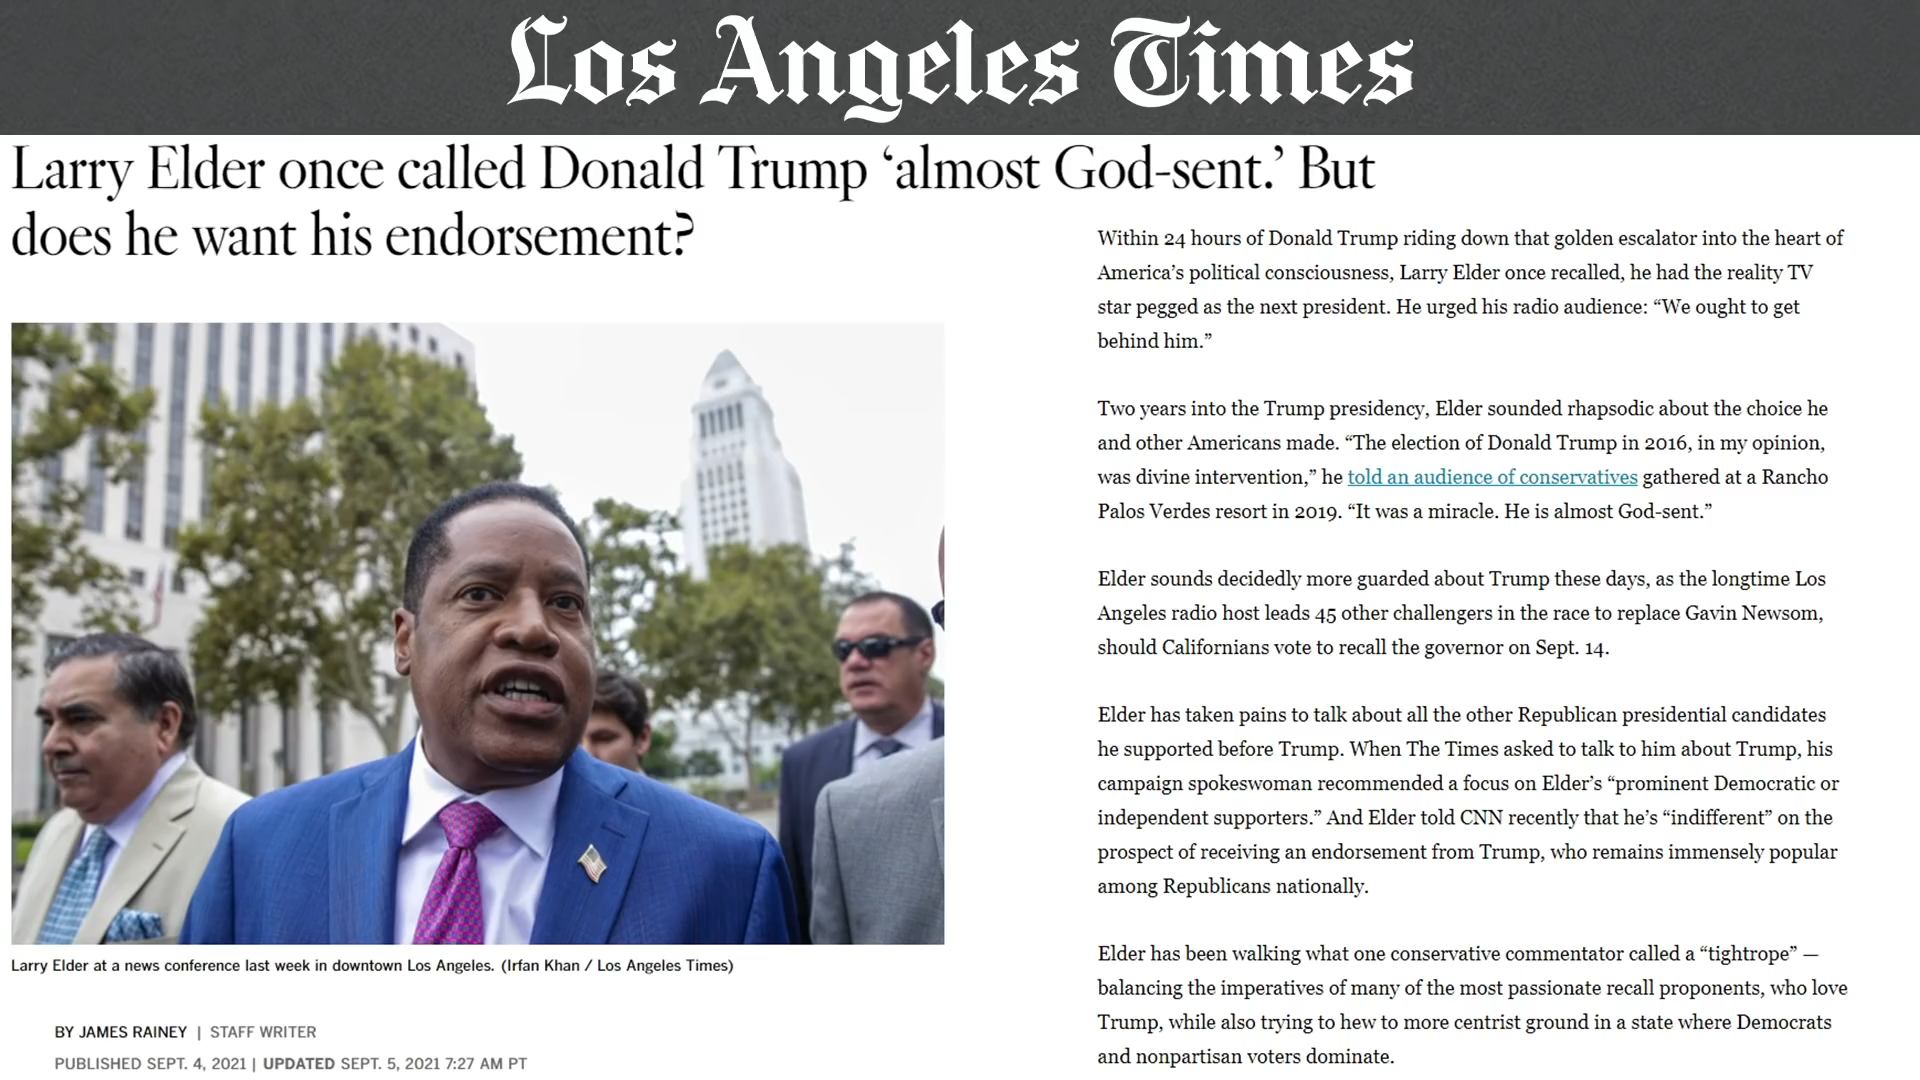 Los Angeles Times
Larry Elder once called Donald Trump ‘almost God-sent.’ But
does he want his endorsement?
Larry Elder at a news conference last week in downtown Los Angeles. (Irfan Khan / Los Angeles Times)
BY JAMES RAINEY | STAFF WRITER
PUBLISHED SEPT. 4, 2021 | UPDATED SEPT. 5, 2021 7:27 AM PT
Within 24 hours of Donald Trump riding down that golden escalator into the heart of
America’s political consciousness, Larry Elder once recalled, he had the reality TV
star pegged as the next president. He urged his radio audience: “We ought to get
behind him.”
Two years into the Trump presidency, Elder sounded rhapsodic about the choice he
and other Americans made. “The election of Donald Trump in 2016, in my opinion,
was divine intervention,” he told an audience of conservatives gathered at a Rancho
Palos Verdes resort in 2019. “It was a miracle. He is almost God-sent.”
Elder sounds decidedly more guarded about Trump these days, as the longtime Los
Angeles radio host leads 45 other challengers in the race to replace Gavin Newsom,
should Californians vote to recall the governor on Sept. 14.
Elder has taken pains to talk about all the other Republican presidential candidates
he supported before Trump. When The Times asked to talk to him about Trump, his
campaign spokeswoman recommended a focus on Elder’s “prominent Democratic or
independent supporters.” And Elder told CNN recently that he’s “indifferent” on the
prospect of receiving an endorsement from Trump, who remains immensely popular
among Republicans nationally.
Elder has been walking what one conservative commentator called a “tightrope” —
balancing the imperatives of many of the most passionate recall proponents, who love
Trump, while also trying to hew to more centrist ground in a state where Democrats
and nonpartisan voters dominate.